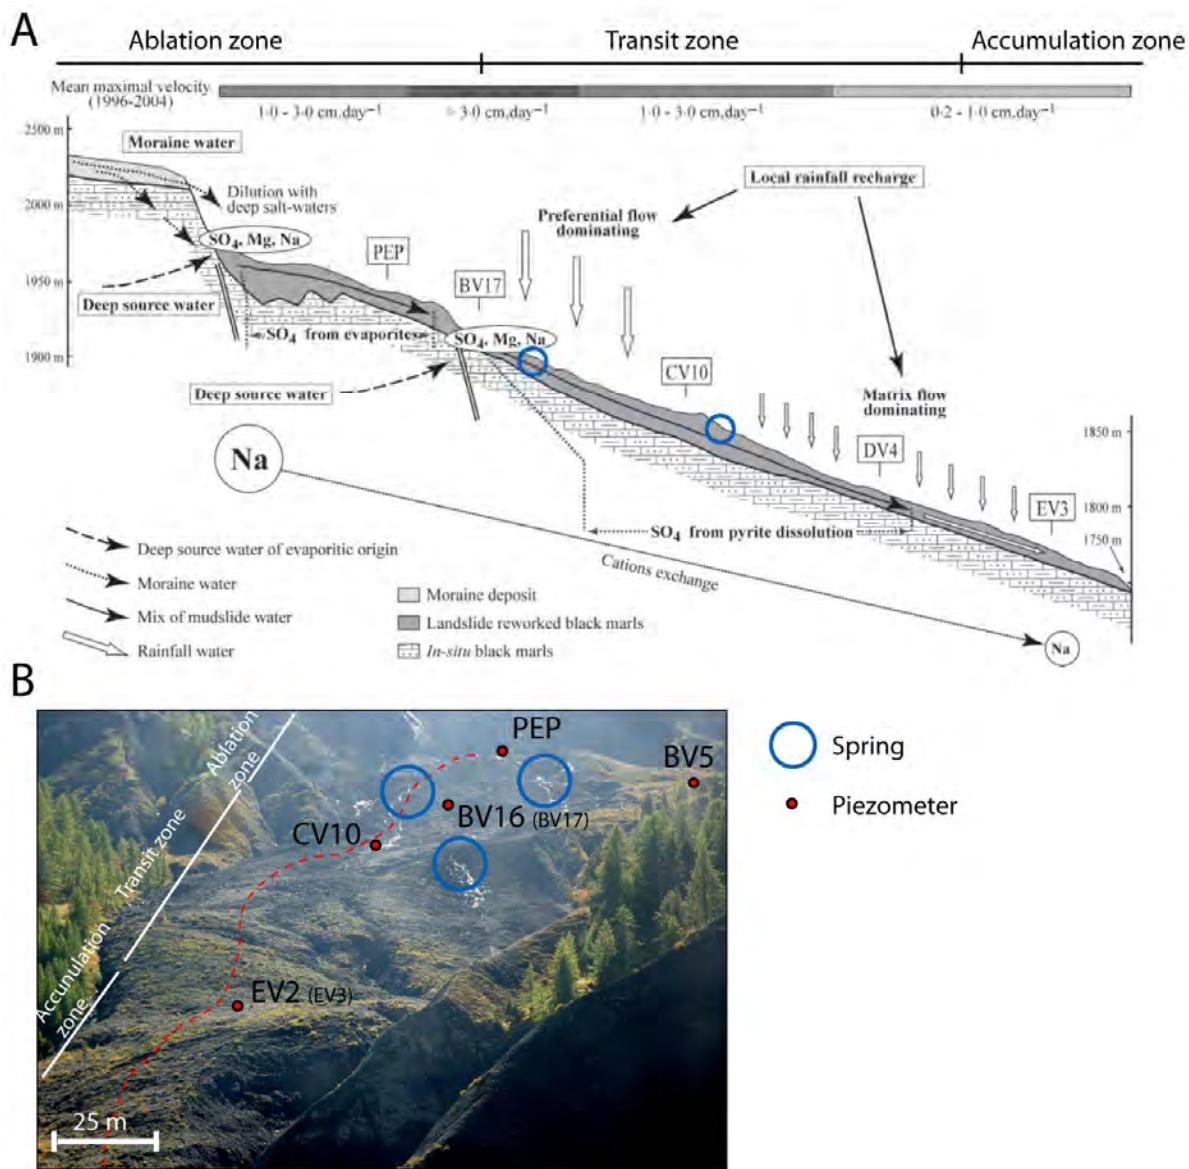 A
Ablation zone
Transit zone
Accumulation zone
Mean maximal velocity
(1996-2004)
1·0 - 3·0 cm.day⁻¹
> 3·0 cm.day⁻¹
1·0 - 3·0 cm.day⁻¹
0·2 - 1·0 cm.day⁻¹
2500 m
Moraine water
Local rainfall recharge
Dilution with
deep salt-waters
2000 m
Preferential flow
dominating
SO₄, Mg, Na
PEP
BV17
1950 m
Deep source water
SO₄ from evaporites
SO₄, Mg, Na
1900 m
CV10
Deep source water
Matrix flow
dominating
1850 m
DV4
Na
EV3
1800 m
SO₄ from pyrite dissolution
1750 m
Cations exchange
Deep source water of evaporitic origin
Moraine water
Mix of mudslide water
Rainfall water
Moraine deposit
Landslide reworked black marls
In-situ black marls
Na
B
Ablation
zone
PEP
BV5
BV16 (BV17)
CV10
Transit zone
Accumulation
zone
EV2 (EV3)
25 m
Spring
Piezometer